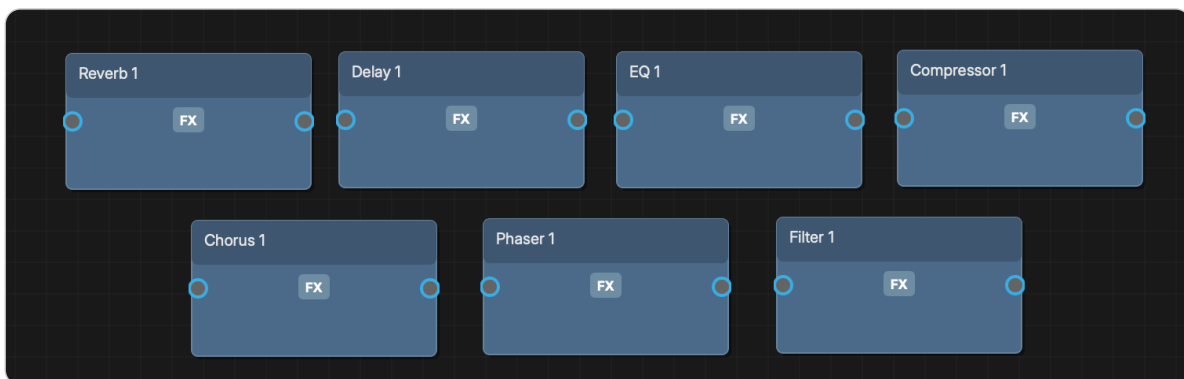 Reverb 1
FX
Delay 1
FX
EQ 1
FX
Compressor 1
FX
Chorus 1
FX
Phaser 1
FX
Filter 1
FX